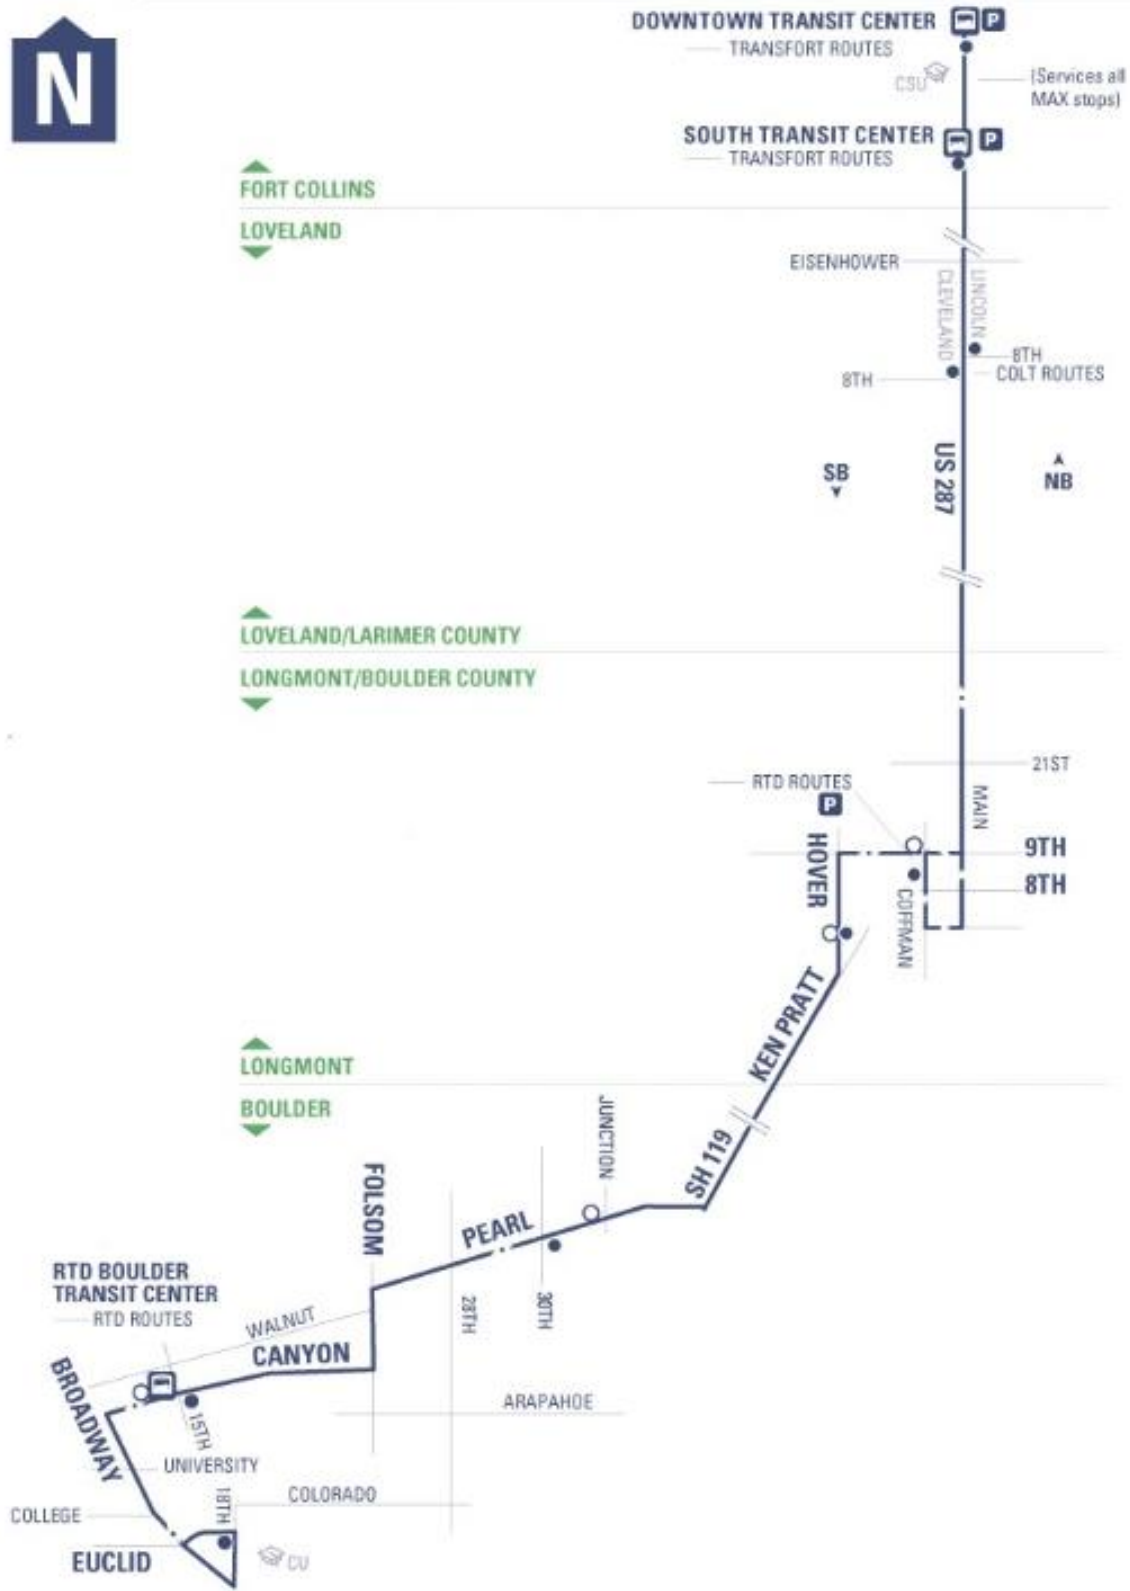 N
DOWNTOWN TRANSIT CENTER P
TRANSFORT ROUTES
CSU
(Services all
MAX stops)
SOUTH TRANSIT CENTER P
TRANSFORT ROUTES
FORT COLLINS
LOVELAND
EISENHOWER
CLEVELAND
LINCOLN
8TH
COLT ROUTES
8TH
SB
US 287
NB
LOVELAND/LARIMER COUNTY
LONGMONT/BOULDER COUNTY
21ST
RTD ROUTES
P
MAIN
HOVER
9TH
8TH
COFFMAN
KEN PRATT
LONGMONT
BOULDER
JUNCTION
SH 119
FOLSOM
PEARL
RTD BOULDER
TRANSIT CENTER
RTD ROUTES
28TH
30TH
WALNUT
CANYON
BROADWAY
ARAPAHOE
15TH
UNIVERSITY
18TH
COLORADO
COLLEGE
EUCLID
CU